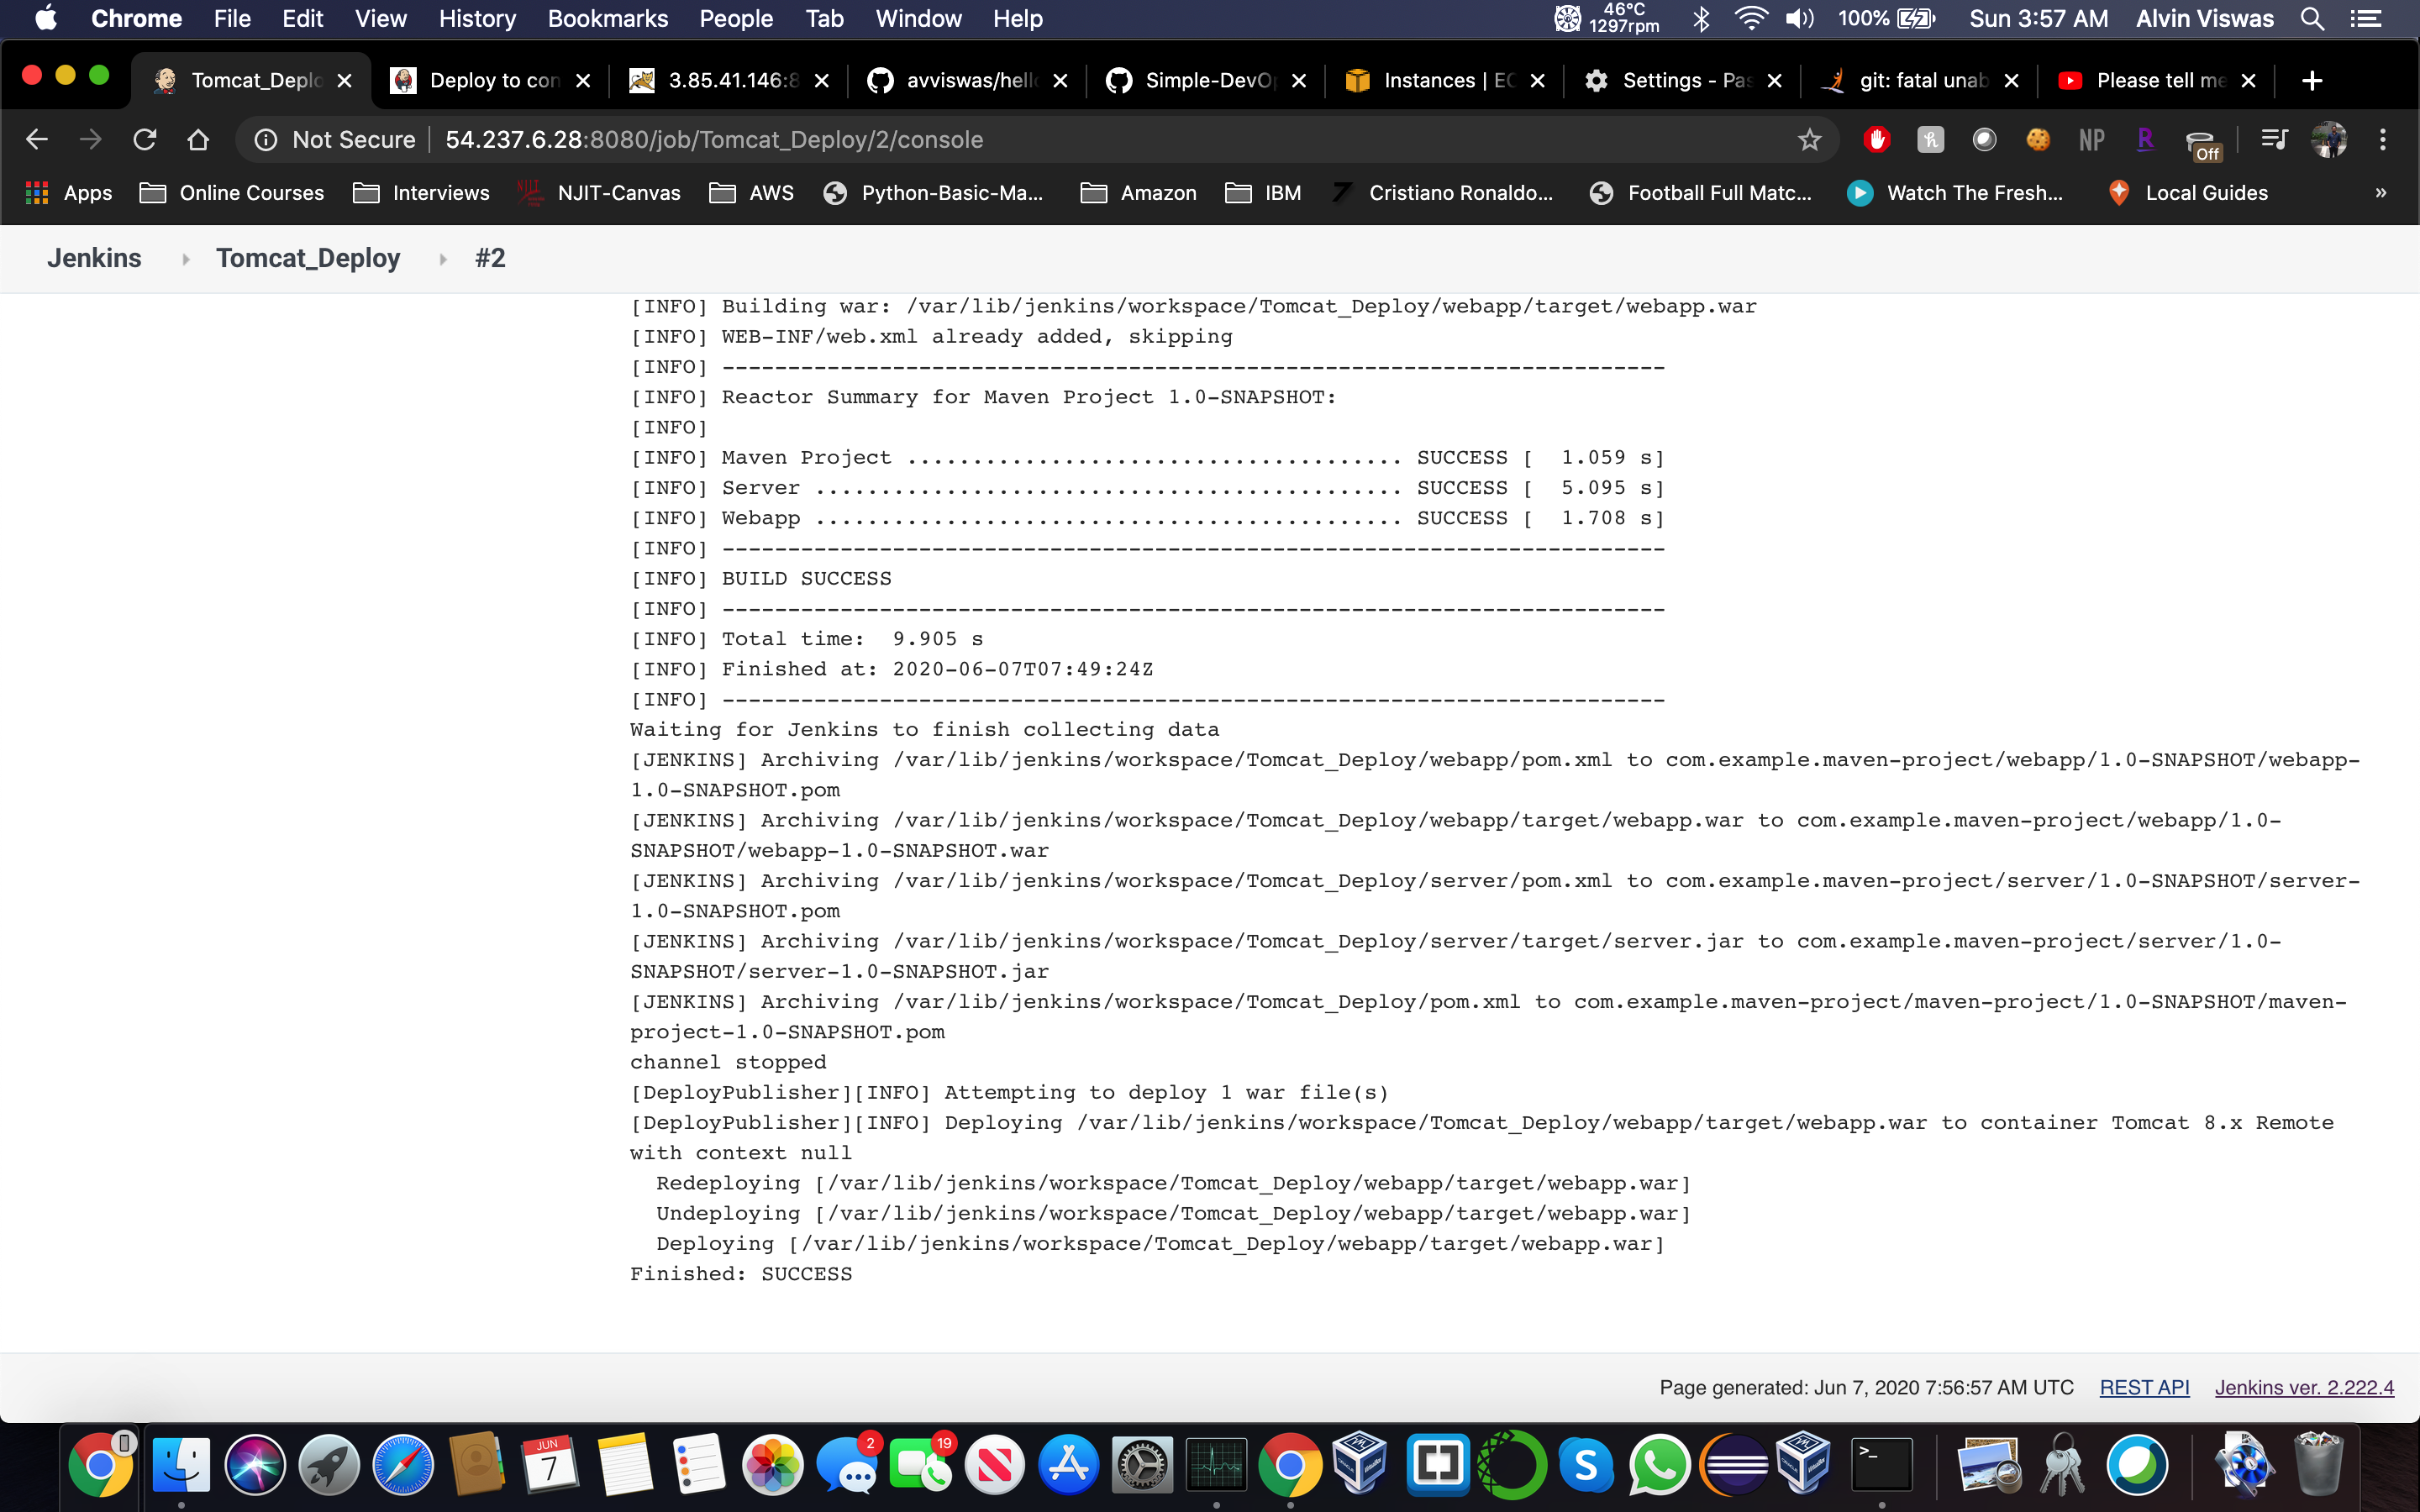 Chrome File Edit View History Bookmarks People Tab Window Help 46°C 1297rpm 100% Sun 3:57 AM Alvin Viswas
Tomcat_Deplo Deploy to con 3.85.41.146:8 avviswas/hell Simple-DevO Instances | EC Settings - Pas git: fatal unab Please tell me
Not Secure 54.237.6.28:8080/job/Tomcat_Deploy/2/console NP R Off
Apps Online Courses Interviews NJIT-Canvas AWS Python-Basic-Ma... Amazon IBM Cristiano Ronaldo... Football Full Matc... Watch The Fresh... Local Guides »
Jenkins Tomcat_Deploy #2
[INFO] Building war: /var/lib/jenkins/workspace/Tomcat_Deploy/webapp/target/webapp.war
[INFO] WEB-INF/web.xml already added, skipping
[INFO] ------------------------------------------------------------------------
[INFO] Reactor Summary for Maven Project 1.0-SNAPSHOT:
[INFO]
[INFO] Maven Project ...................................... SUCCESS [  1.059 s]
[INFO] Server ............................................. SUCCESS [  5.095 s]
[INFO] Webapp ............................................. SUCCESS [  1.708 s]
[INFO] ------------------------------------------------------------------------
[INFO] BUILD SUCCESS
[INFO] ------------------------------------------------------------------------
[INFO] Total time:  9.905 s
[INFO] Finished at: 2020-06-07T07:49:24Z
[INFO] ------------------------------------------------------------------------
Waiting for Jenkins to finish collecting data
[JENKINS] Archiving /var/lib/jenkins/workspace/Tomcat_Deploy/webapp/pom.xml to com.example.maven-project/webapp/1.0-SNAPSHOT/webapp-
1.0-SNAPSHOT.pom
[JENKINS] Archiving /var/lib/jenkins/workspace/Tomcat_Deploy/webapp/target/webapp.war to com.example.maven-project/webapp/1.0-
SNAPSHOT/webapp-1.0-SNAPSHOT.war
[JENKINS] Archiving /var/lib/jenkins/workspace/Tomcat_Deploy/server/pom.xml to com.example.maven-project/server/1.0-SNAPSHOT/server-
1.0-SNAPSHOT.pom
[JENKINS] Archiving /var/lib/jenkins/workspace/Tomcat_Deploy/server/target/server.jar to com.example.maven-project/server/1.0-
SNAPSHOT/server-1.0-SNAPSHOT.jar
[JENKINS] Archiving /var/lib/jenkins/workspace/Tomcat_Deploy/pom.xml to com.example.maven-project/maven-project/1.0-SNAPSHOT/maven-
project-1.0-SNAPSHOT.pom
channel stopped
[DeployPublisher][INFO] Attempting to deploy 1 war file(s)
[DeployPublisher][INFO] Deploying /var/lib/jenkins/workspace/Tomcat_Deploy/webapp/target/webapp.war to container Tomcat 8.x Remote
with context null
  Redeploying [/var/lib/jenkins/workspace/Tomcat_Deploy/webapp/target/webapp.war]
  Undeploying [/var/lib/jenkins/workspace/Tomcat_Deploy/webapp/target/webapp.war]
  Deploying [/var/lib/jenkins/workspace/Tomcat_Deploy/webapp/target/webapp.war]
Finished: SUCCESS
Page generated: Jun 7, 2020 7:56:57 AM UTC REST API Jenkins ver. 2.222.4
JUN 7 2 19